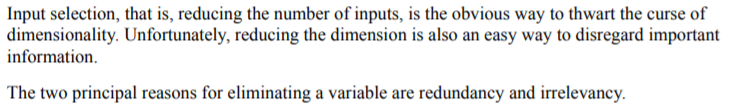 Input selection, that is, reducing the number of inputs, is the obvious way to thwart the curse of
dimensionality. Unfortunately, reducing the dimension is also an easy way to disregard important
information.
The two principal reasons for eliminating a variable are redundancy and irrelevancy.